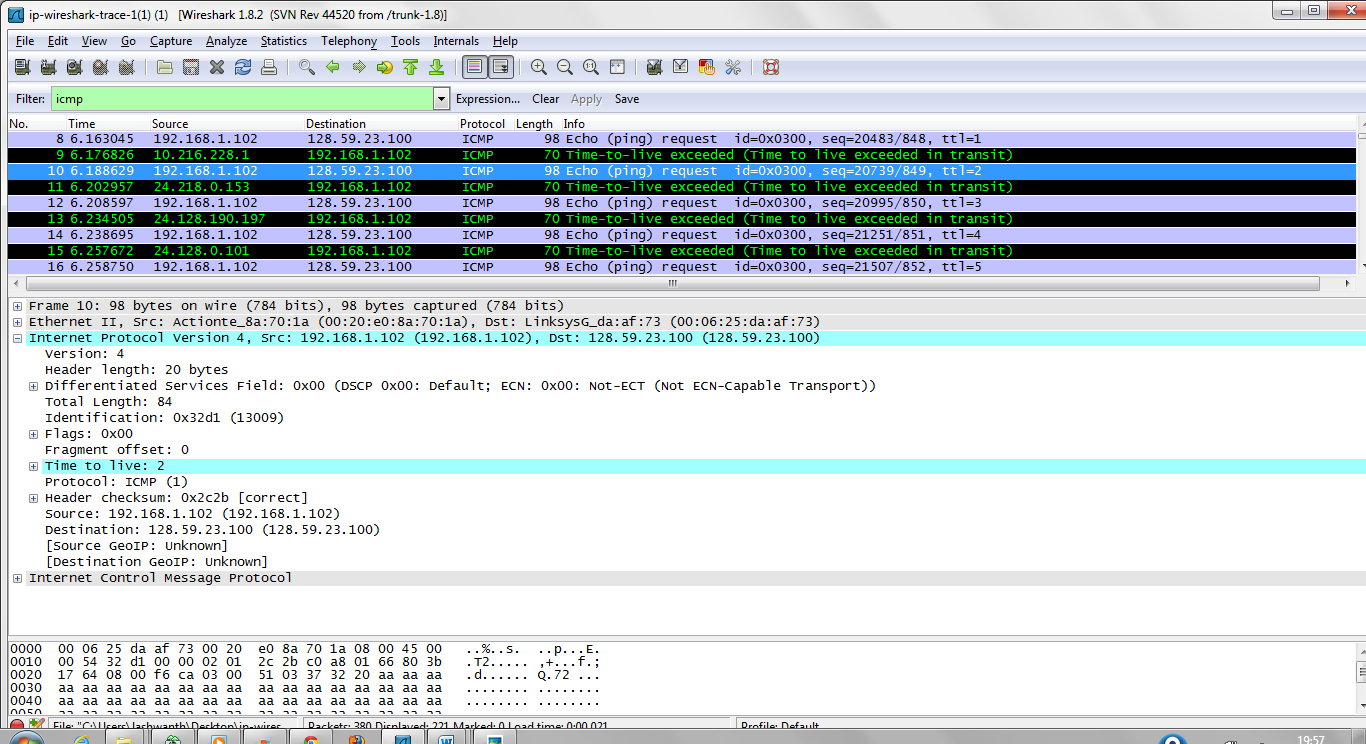 ip-wireshark-trace-1(1) (1) [Wireshark 1.8.2 (SVN Rev 44520 from /trunk-1.8)]
File Edit View Go Capture Analyze Statistics Telephony Tools Internals Help
Filter: icmp Expression... Clear Apply Save
No. Time Source Destination Protocol Length Info
8 6.163045 192.168.1.102 128.59.23.100 ICMP 98 Echo (ping) request id=0x0300, seq=20483/848, ttl=1
9 6.176826 10.216.228.1 192.168.1.102 ICMP 70 Time-to-live exceeded (Time to live exceeded in transit)
10 6.188629 192.168.1.102 128.59.23.100 ICMP 98 Echo (ping) request id=0x0300, seq=20739/849, ttl=2
11 6.202957 24.218.0.153 192.168.1.102 ICMP 70 Time-to-live exceeded (Time to live exceeded in transit)
12 6.208597 192.168.1.102 128.59.23.100 ICMP 98 Echo (ping) request id=0x0300, seq=20995/850, ttl=3
13 6.234505 24.128.190.197 192.168.1.102 ICMP 70 Time-to-live exceeded (Time to live exceeded in transit)
14 6.238695 192.168.1.102 128.59.23.100 ICMP 98 Echo (ping) request id=0x0300, seq=21251/851, ttl=4
15 6.257672 24.128.0.101 192.168.1.102 ICMP 70 Time-to-live exceeded (Time to live exceeded in transit)
16 6.258750 192.168.1.102 128.59.23.100 ICMP 98 Echo (ping) request id=0x0300, seq=21507/852, ttl=5
Frame 10: 98 bytes on wire (784 bits), 98 bytes captured (784 bits)
Ethernet II, Src: Actionte_8a:70:1a (00:20:e0:8a:70:1a), Dst: LinksysG_da:af:73 (00:06:25:da:af:73)
Internet Protocol Version 4, Src: 192.168.1.102 (192.168.1.102), Dst: 128.59.23.100 (128.59.23.100)
Version: 4
Header length: 20 bytes
Differentiated Services Field: 0x00 (DSCP 0x00: Default; ECN: 0x00: Not-ECT (Not ECN-Capable Transport))
Total Length: 84
Identification: 0x32d1 (13009)
Flags: 0x00
Fragment offset: 0
Time to live: 2
Protocol: ICMP (1)
Header checksum: 0x2c2b [correct]
Source: 192.168.1.102 (192.168.1.102)
Destination: 128.59.23.100 (128.59.23.100)
[Source GeoIP: Unknown]
[Destination GeoIP: Unknown]
Internet Control Message Protocol
0000 00 06 25 da af 73 00 20 e0 8a 70 1a 08 00 45 00 ..%..s. ..p...E.
0010 00 54 32 d1 00 00 02 01 2c 2b c0 a8 01 66 80 3b .T2..... ,+...f.;
0020 17 64 08 00 f6 ca 03 00 51 03 37 32 20 aa aa aa .d...... Q.72 ...
0030 aa aa aa aa aa aa aa aa aa aa aa aa aa aa aa aa ........ ........
0040 aa aa aa aa aa aa aa aa aa aa aa aa aa aa aa aa ........ ........
File: "C:\Users\Jashwanth\Desktop\ip-wires Packets: 380 Displayed: 221 Marked: 0 Load time: 0:00.021 Profile: Default
19:57